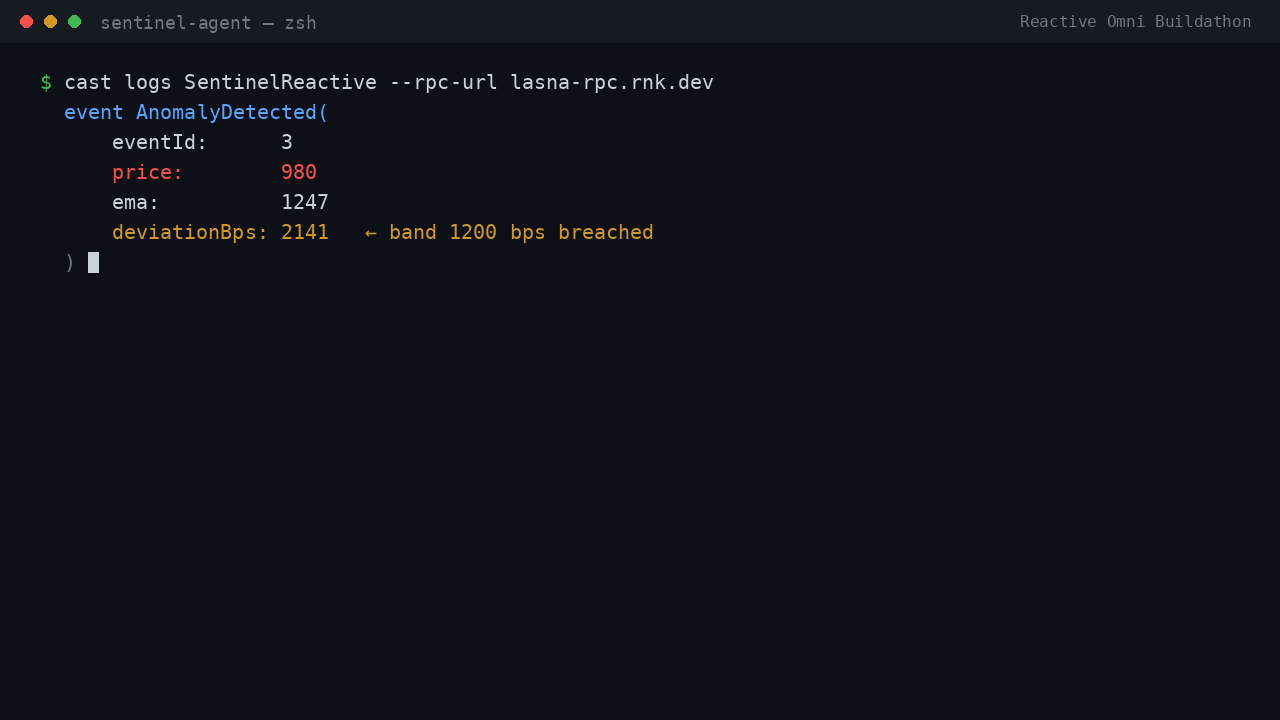 sentinel-agent — zsh
Reactive Omni Buildathon
$ cast logs SentinelReactive --rpc-url lasna-rpc.rnk.dev
event AnomalyDetected(
eventId: 3
price: 980
ema: 1247
deviationBps: 2141 ← band 1200 bps breached
)